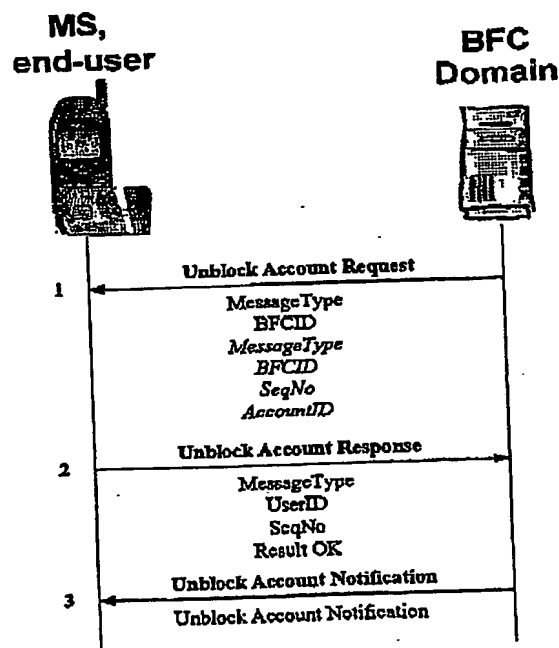 MS,
end-user
BFC
Domain
1
Unblock Account Request
MessageType
BFCID
MessageType
BFCID
SeqNo
AccountID
2
Unblock Account Response
MessageType
UserID
SeqNo
Result OK
3
Unblock Account Notification
Unblock Account Notification